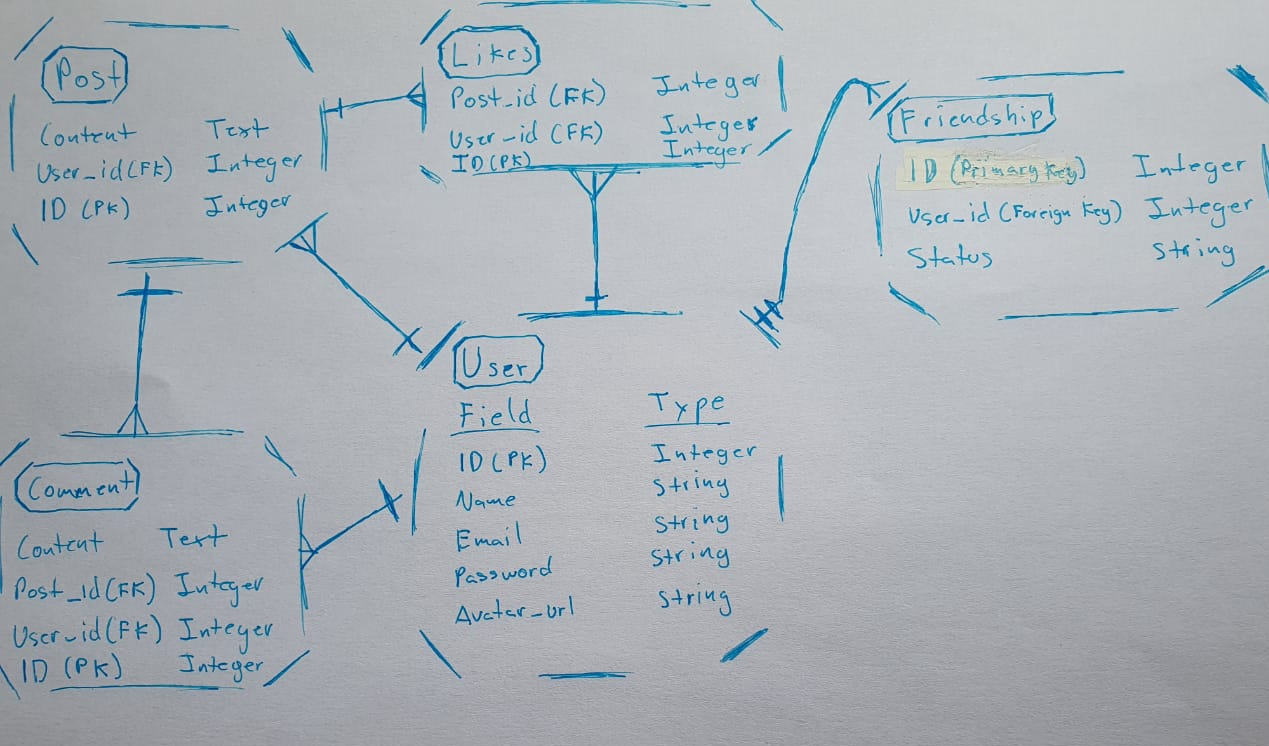 Post
Content Text
User_id(FK) Integer
ID (PK) Integer
Likes
Post_id (FK) Integer
User_id (FK) Integer
ID(PK) Integer
Friendship
ID (Primary Key) Integer
User_id (Foreign Key) Integer
Status String
User
Field Type
ID(PK) Integer
Name String
Email String
Password String
Avatar_url String
Comment
Content Text
Post_id(FK) Integer
User_id(FK) Integer
ID (PK) Integer